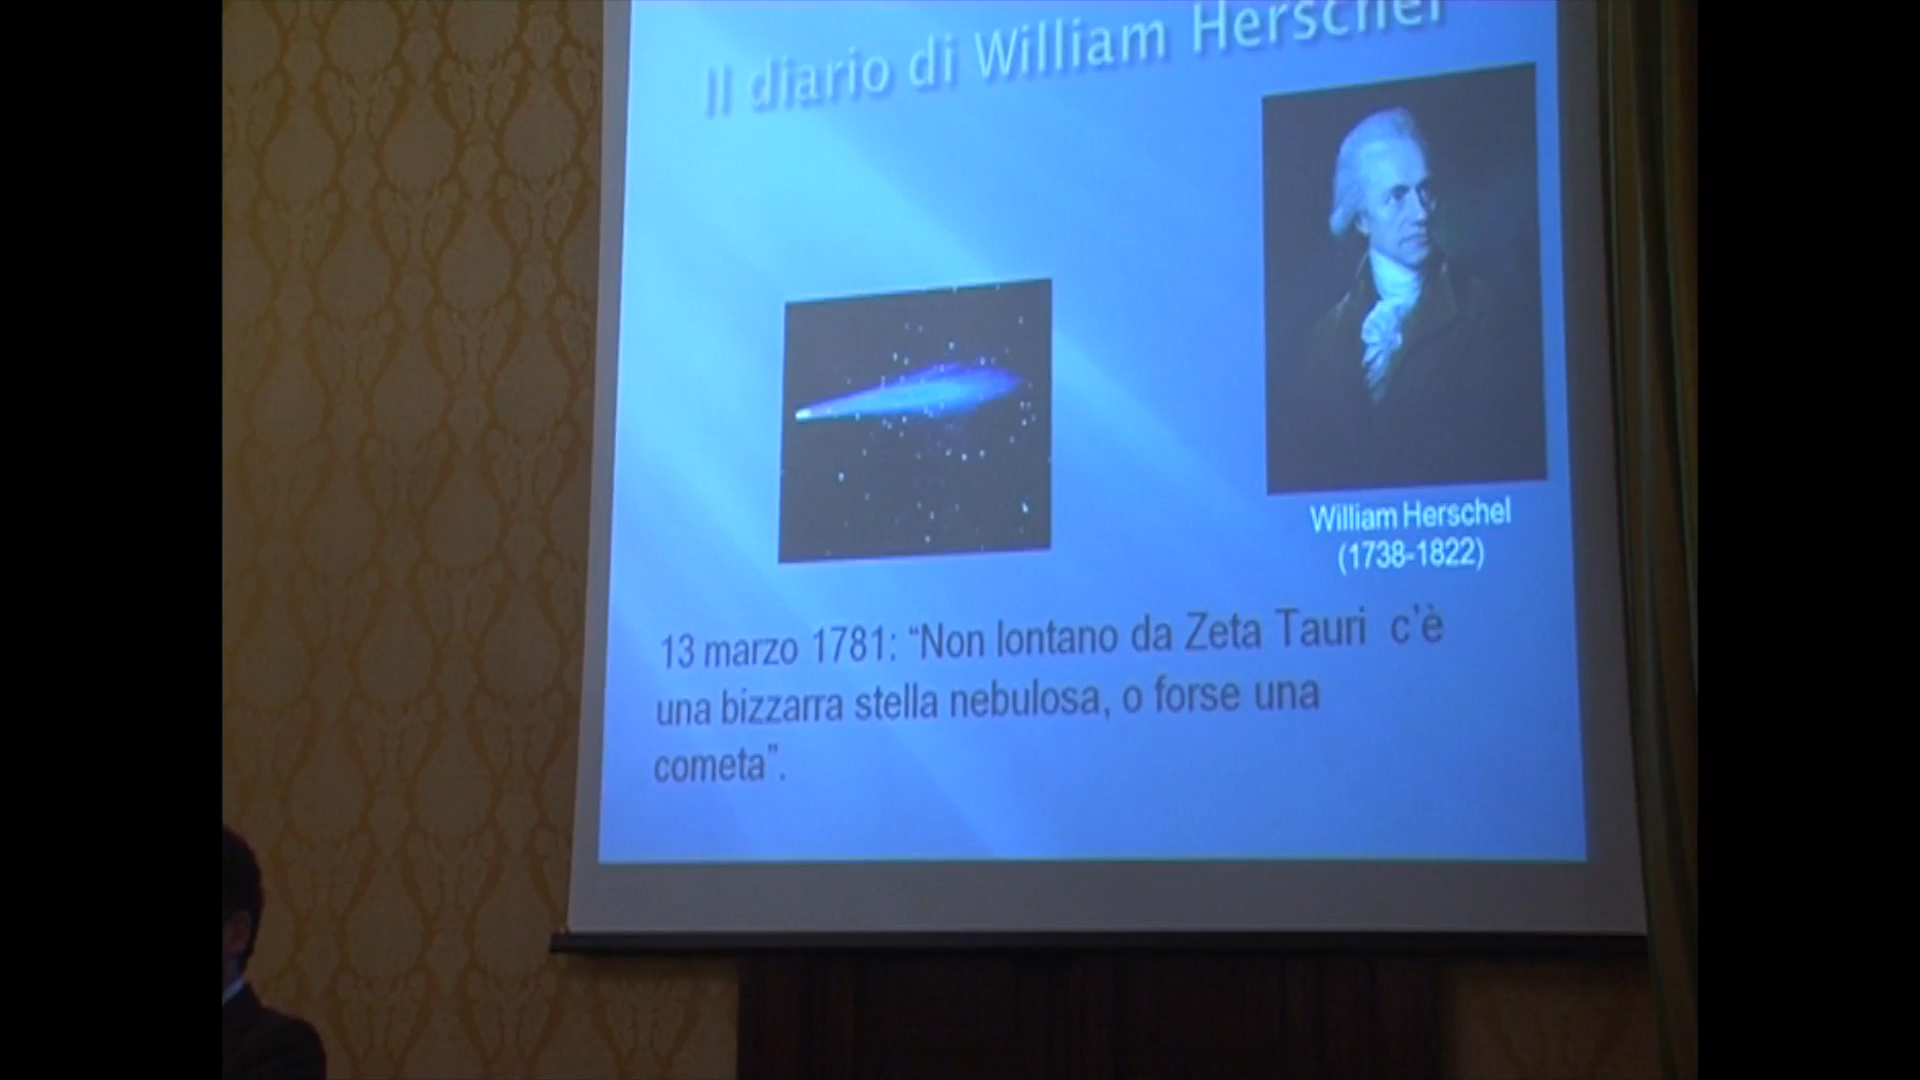 Il diario di William Herschel
William Herschel
(1738-1822)
13 marzo 1781: “Non lontano da Zeta Tauri c’è
una bizzarra stella nebulosa, o forse una
cometa”.